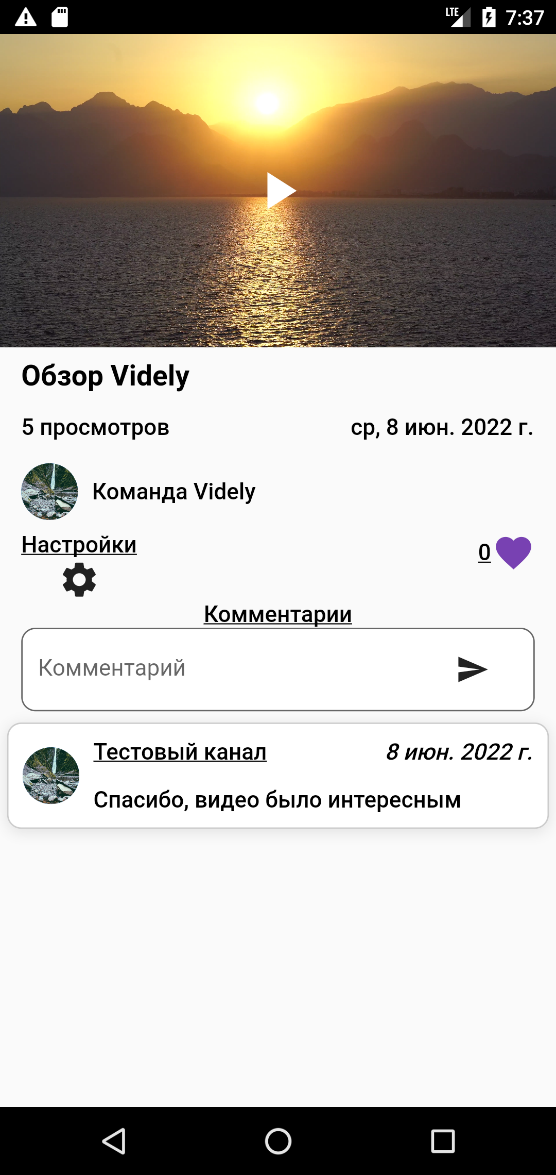 LTE 7:37
Обзор Videly
5 просмотров ср, 8 июн. 2022 г.
Команда Videly
Настройки 0
Комментарии
Комментарий
Тестовый канал 8 июн. 2022 г.
Спасибо, видео было интересным